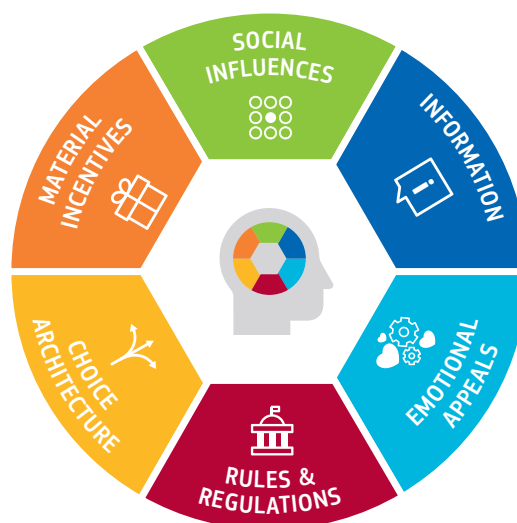 SOCIAL
INFLUENCES
INFORMATION
EMOTIONAL
APPEALS
RULES &
REGULATIONS
CHOICE
ARCHITECTURE
MATERIAL
INCENTIVES